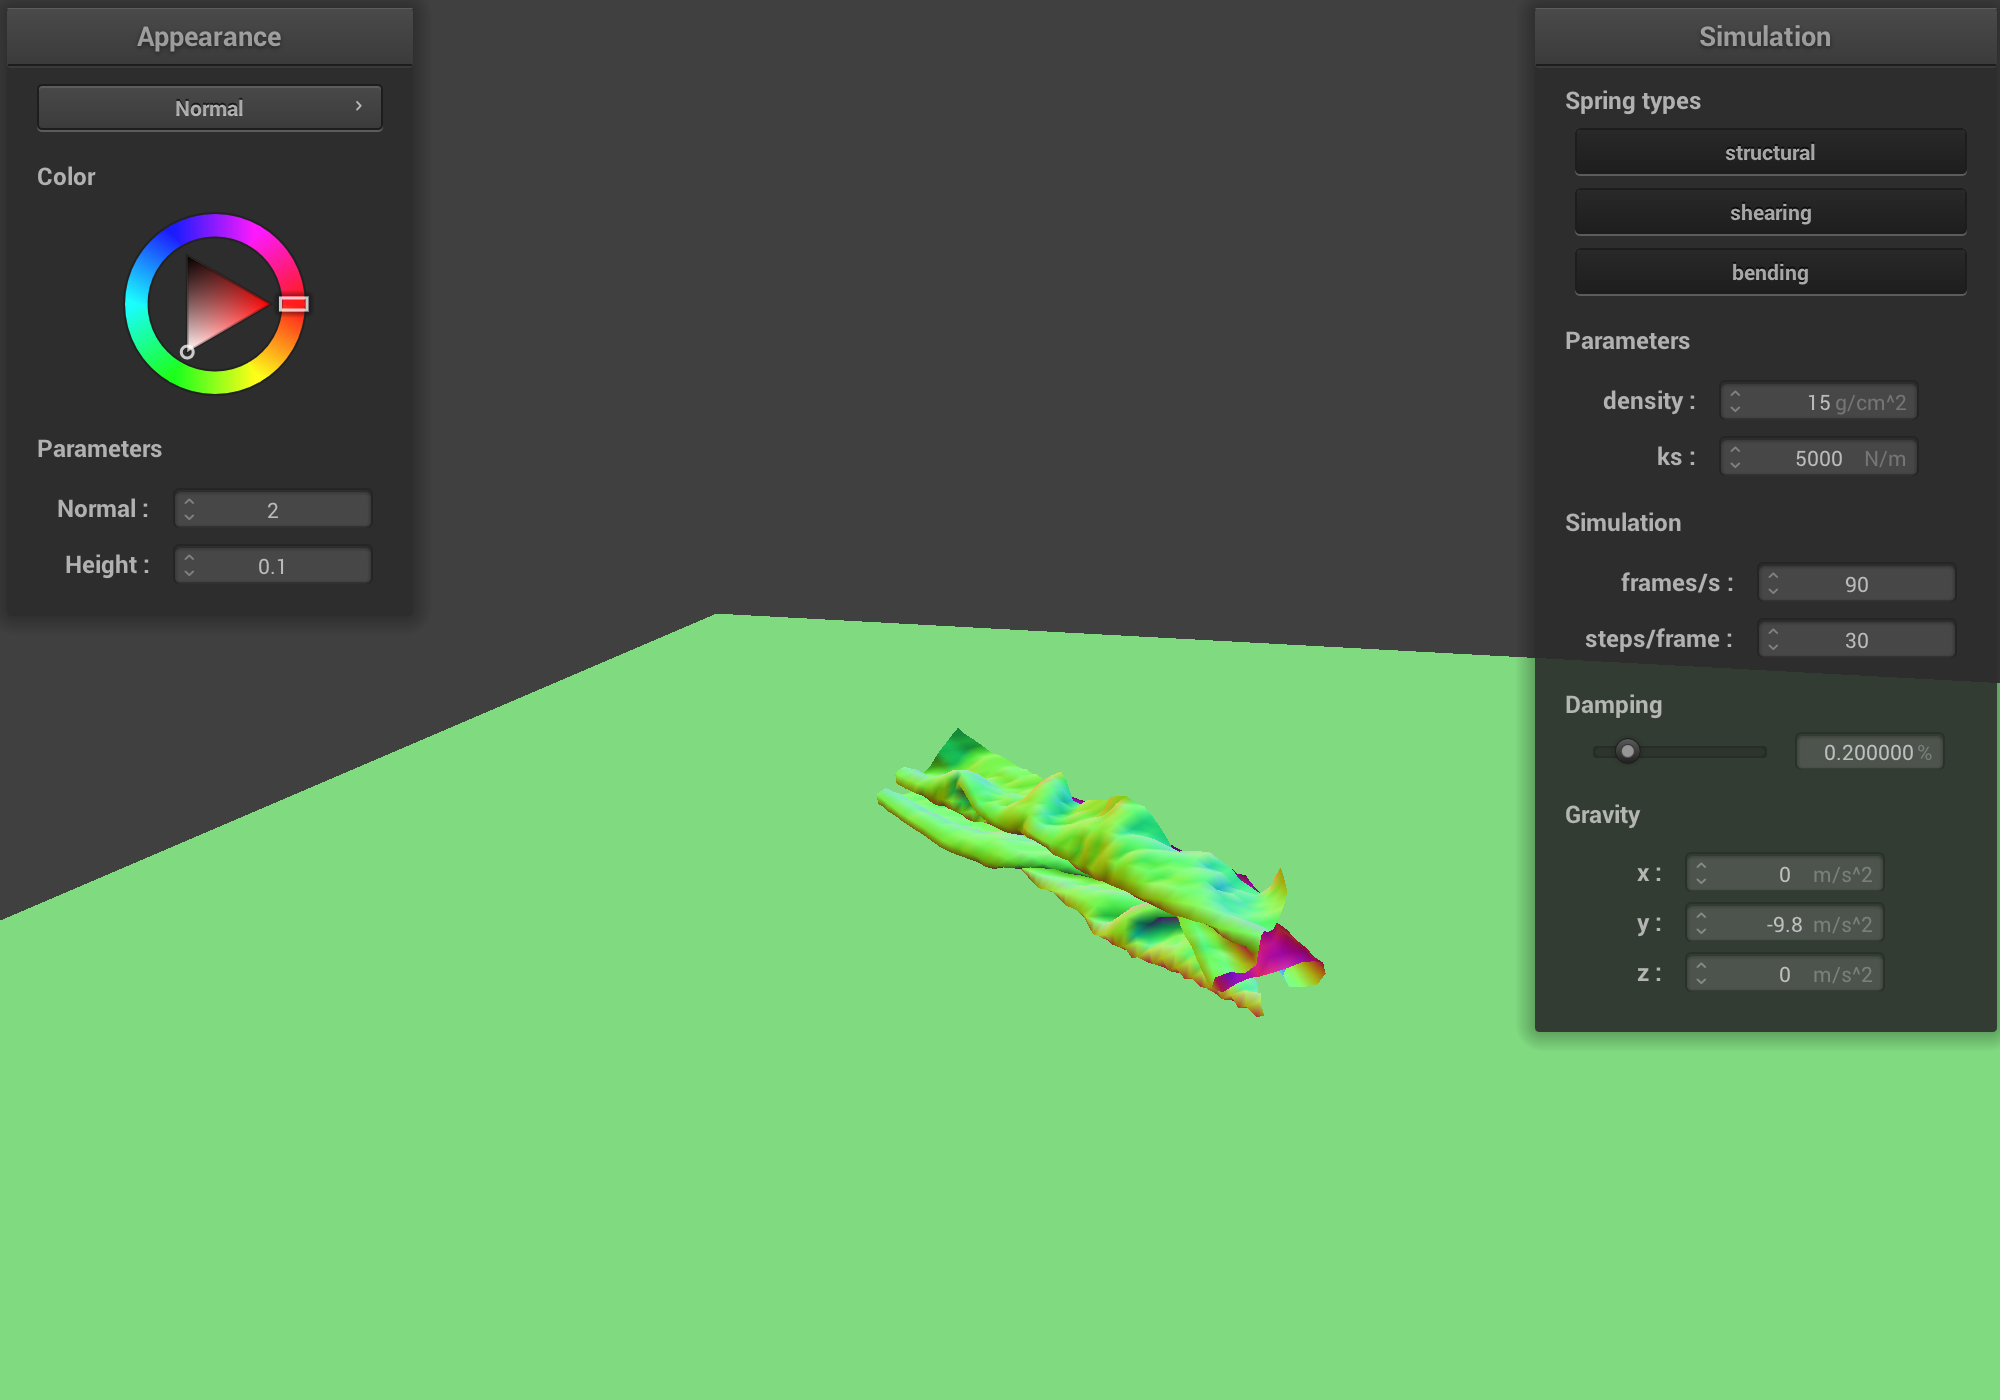 Appearance
Normal
Color
Parameters
Normal : 2
Height : 0.1
Simulation
Spring types
structural
shearing
bending
Parameters
density : 15 g/cm^2
ks : 5000 N/m
Simulation
frames/s : 90
steps/frame : 30
Damping
0.200000 %
Gravity
x : 0 m/s^2
y : -9.8 m/s^2
z : 0 m/s^2